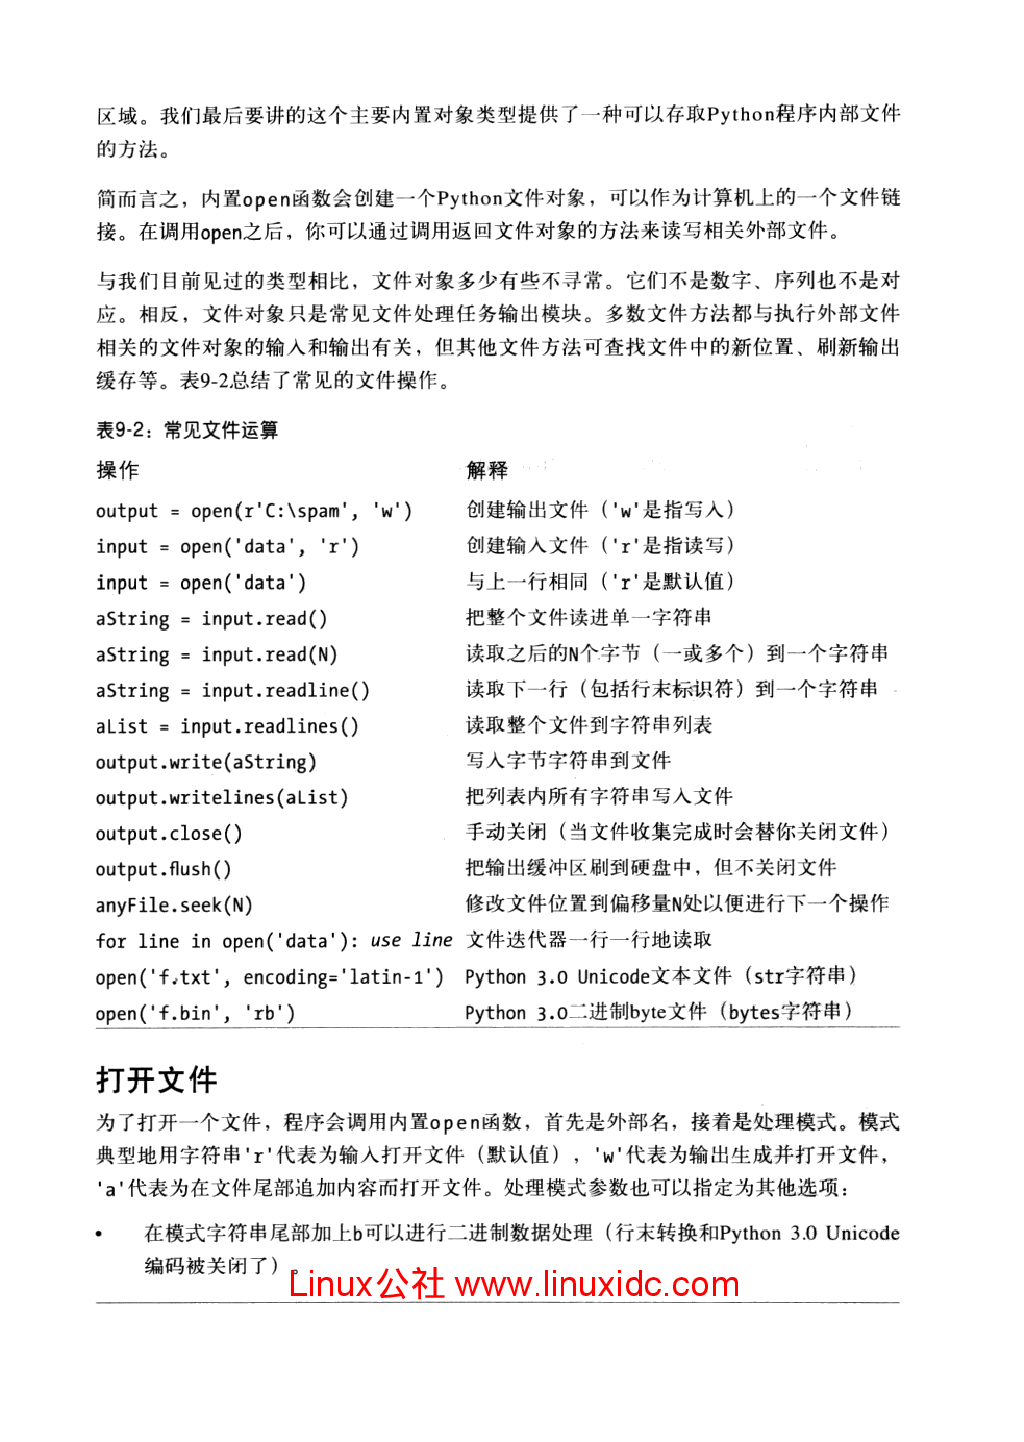 区域。我们最后要讲的这个主要内置对象类型提供了一种可以存取Python程序内部文件
的方法。
简而言之，内置open函数会创建一个Python文件对象，可以作为计算机上的一个文件链
接。在调用open之后，你可以通过调用返回文件对象的方法来读写相关外部文件。
与我们目前见过的类型相比，文件对象多少有些不寻常。它们不是数字、序列也不是对
应。相反，文件对象只是常见文件处理任务输出模块。多数文件方法都与执行外部文件
相关的文件对象的输入和输出有关，但其他文件方法可查找文件中的新位置、刷新输出
缓存等。表9-2总结了常见的文件操作。
表9-2：常见文件运算
操作 解释
output = open(r'C:\spam', 'w') 创建输出文件（'w'是指写入）
input = open('data', 'r') 创建输入文件（'r'是指读写）
input = open('data') 与上一行相同（'r'是默认值）
aString = input.read() 把整个文件读进单一字符串
aString = input.read(N) 读取之后的N个字节（一或多个）到一个字符串
aString = input.readline() 读取下一行（包括行末标识符）到一个字符串
aList = input.readlines() 读取整个文件到字符串列表
output.write(aString) 写入字节字符串到文件
output.writelines(aList) 把列表内所有字符串写入文件
output.close() 手动关闭（当文件收集完成时会替你关闭文件）
output.flush() 把输出缓冲区刷到硬盘中，但不关闭文件
anyFile.seek(N) 修改文件位置到偏移量N处以便进行下一个操作
for line in open('data'): use line 文件迭代器一行一行地读取
open('f.txt', encoding='latin-1') Python 3.0 Unicode文本文件（str字符串）
open('f.bin', 'rb') Python 3.0二进制byte文件（bytes字符串）
打开文件
为了打开一个文件，程序会调用内置open函数，首先是外部名，接着是处理模式。模式
典型地用字符串'r'代表为输入打开文件（默认值），'w'代表为输出生成并打开文件，
'a'代表为在文件尾部追加内容而打开文件。处理模式参数也可以指定为其他选项：
• 在模式字符串尾部加上b可以进行二进制数据处理（行末转换和Python 3.0 Unicode
编码被关闭了）。
Linux公社 www.linuxidc.com